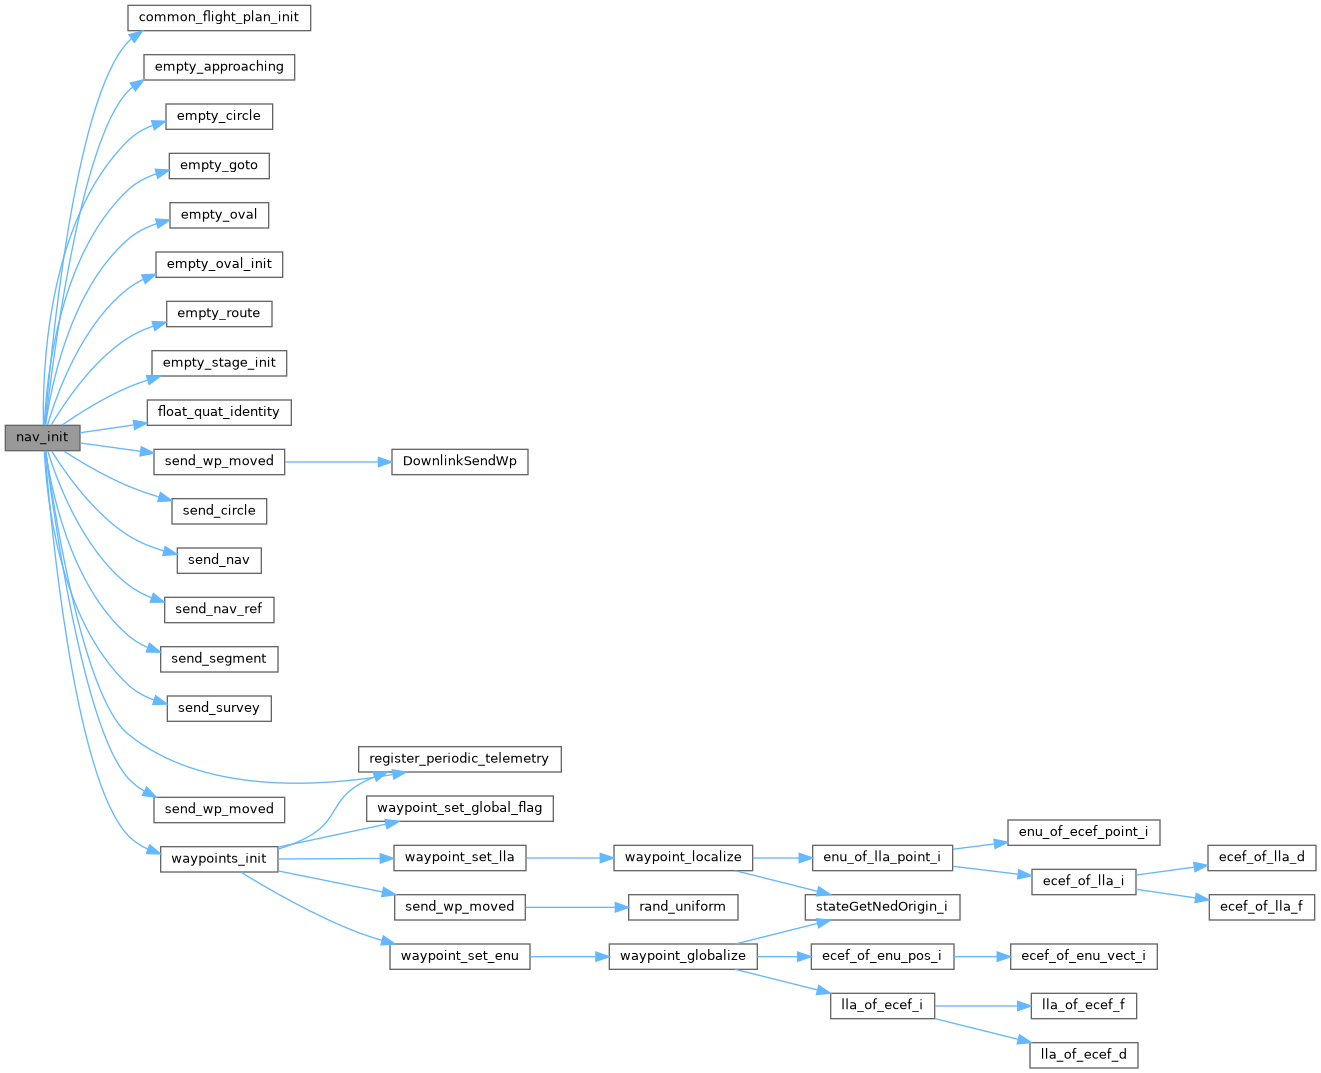 common_flight_plan_init
empty_approaching
empty_circle
empty_goto
empty_oval
empty_oval_init
empty_route
empty_stage_init
float_quat_identity
nav_init
send_wp_moved
DownlinkSendWp
send_circle
send_nav
send_nav_ref
send_segment
send_survey
register_periodic_telemetry
send_wp_moved
waypoint_set_global_flag
waypoints_init
waypoint_set_lla
waypoint_localize
enu_of_lla_point_i
enu_of_ecef_point_i
ecef_of_lla_i
ecef_of_lla_d
ecef_of_lla_f
send_wp_moved
rand_uniform
stateGetNedOrigin_i
waypoint_set_enu
waypoint_globalize
ecef_of_enu_pos_i
ecef_of_enu_vect_i
lla_of_ecef_i
lla_of_ecef_f
lla_of_ecef_d